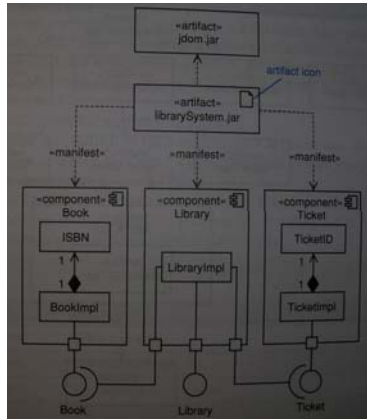 «artifact»
jdom.jar
artifact icon
«artifact»
librarySystem.jar
«manifest»
«manifest»
«manifest»
«component»
Book
«component»
Library
«component»
Ticket
ISBN
TicketID
LibraryImpl
1
1
1
1
BookImpl
TicketImpl
Book
Library
Ticket